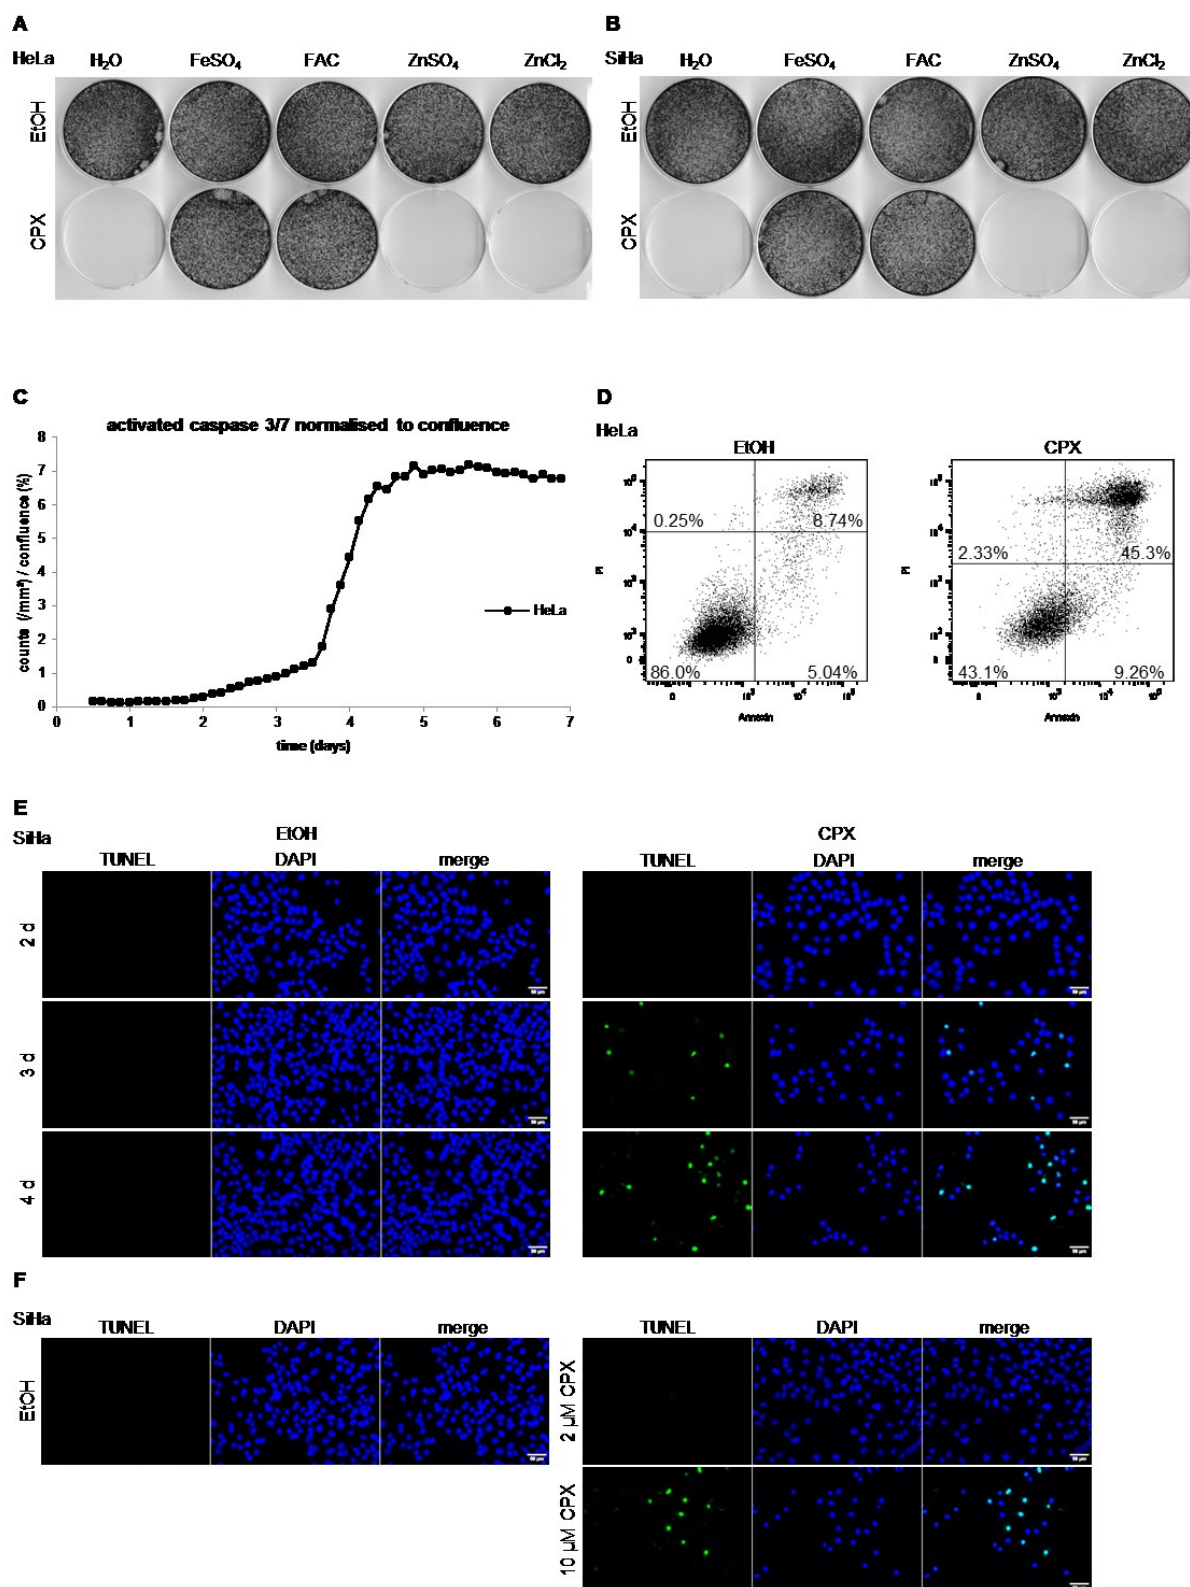 A
HeLa
H₂O FeSO₄ FAC ZnSO₄ ZnCl₂
EtOH
CPX
B
SiHa
H₂O FeSO₄ FAC ZnSO₄ ZnCl₂
EtOH
CPX
C
activated caspase 3/7 normalised to confluence
counts (/mm²) / confluence (%)
8
7
6
5
4
3
2
1
0
0 1 2 3 4 5 6 7
time (days)
HeLa
D
HeLa
EtOH
0.25% 8.74%
86.0% 5.04%
PI
Annexin
CPX
2.33% 45.3%
43.1% 9.26%
PI
Annexin
E
SiHa
EtOH CPX
TUNEL DAPI merge TUNEL DAPI merge
2 d
3 d
4 d
F
SiHa
TUNEL DAPI merge TUNEL DAPI merge
EtOH
2 µM CPX
10 µM CPX